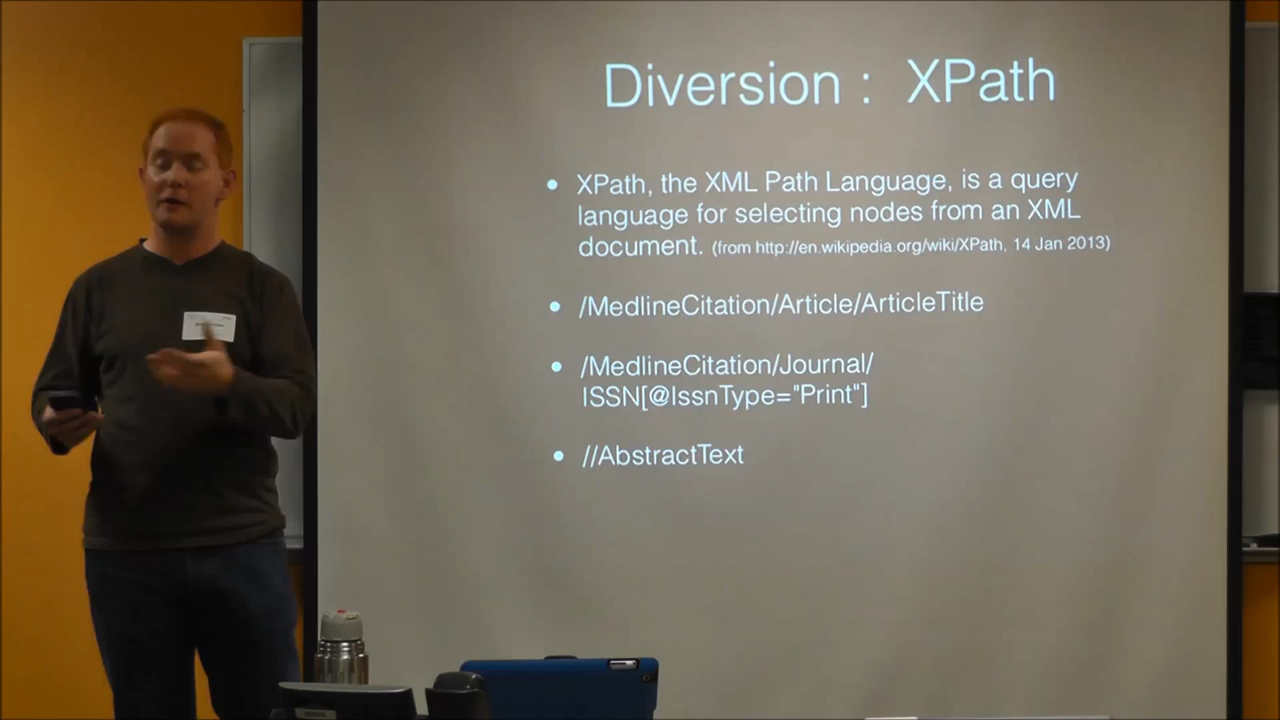 Diversion : XPath
• XPath, the XML Path Language, is a query
language for selecting nodes from an XML
document. (from http://en.wikipedia.org/wiki/XPath, 14 Jan 2013)
• /MedlineCitation/Article/ArticleTitle
• /MedlineCitation/Journal/
ISSN[@IssnType="Print"]
• //AbstractText